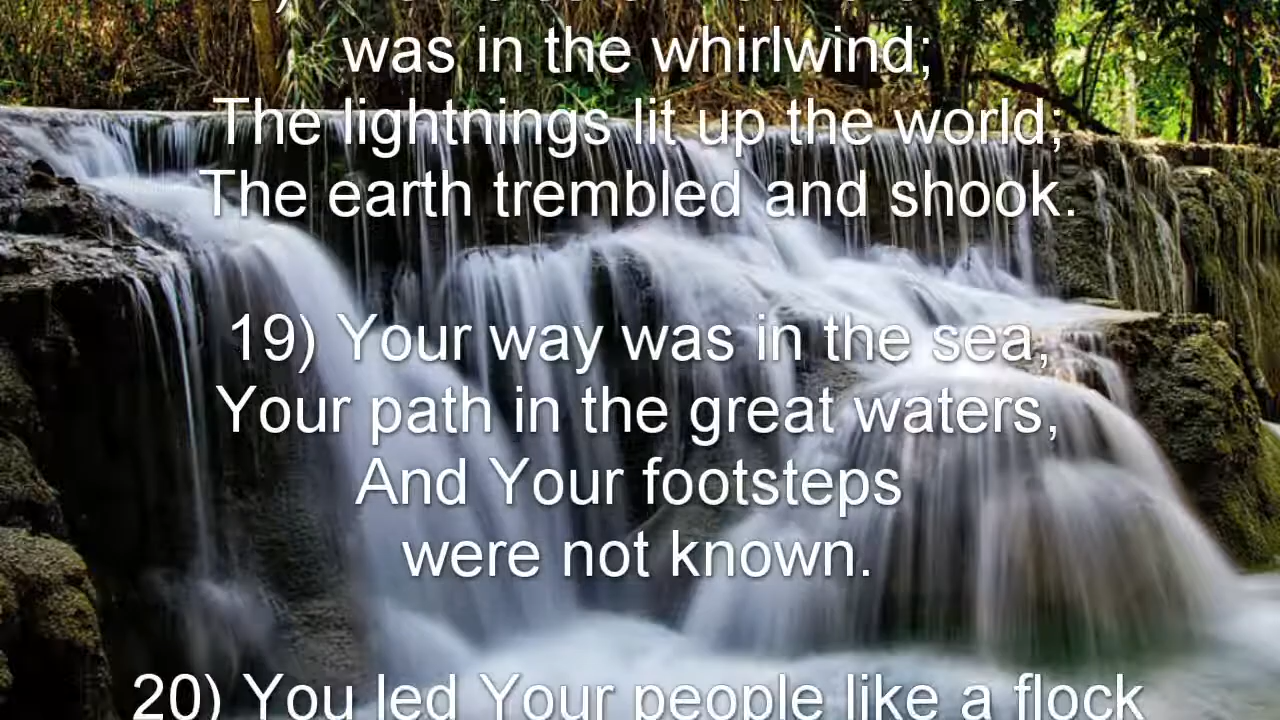 was in the whirlwind;
The lightnings lit up the world;
The earth trembled and shook.
19) Your way was in the sea,
Your path in the great waters,
And Your footsteps
were not known.
20) You led Your people like a flock